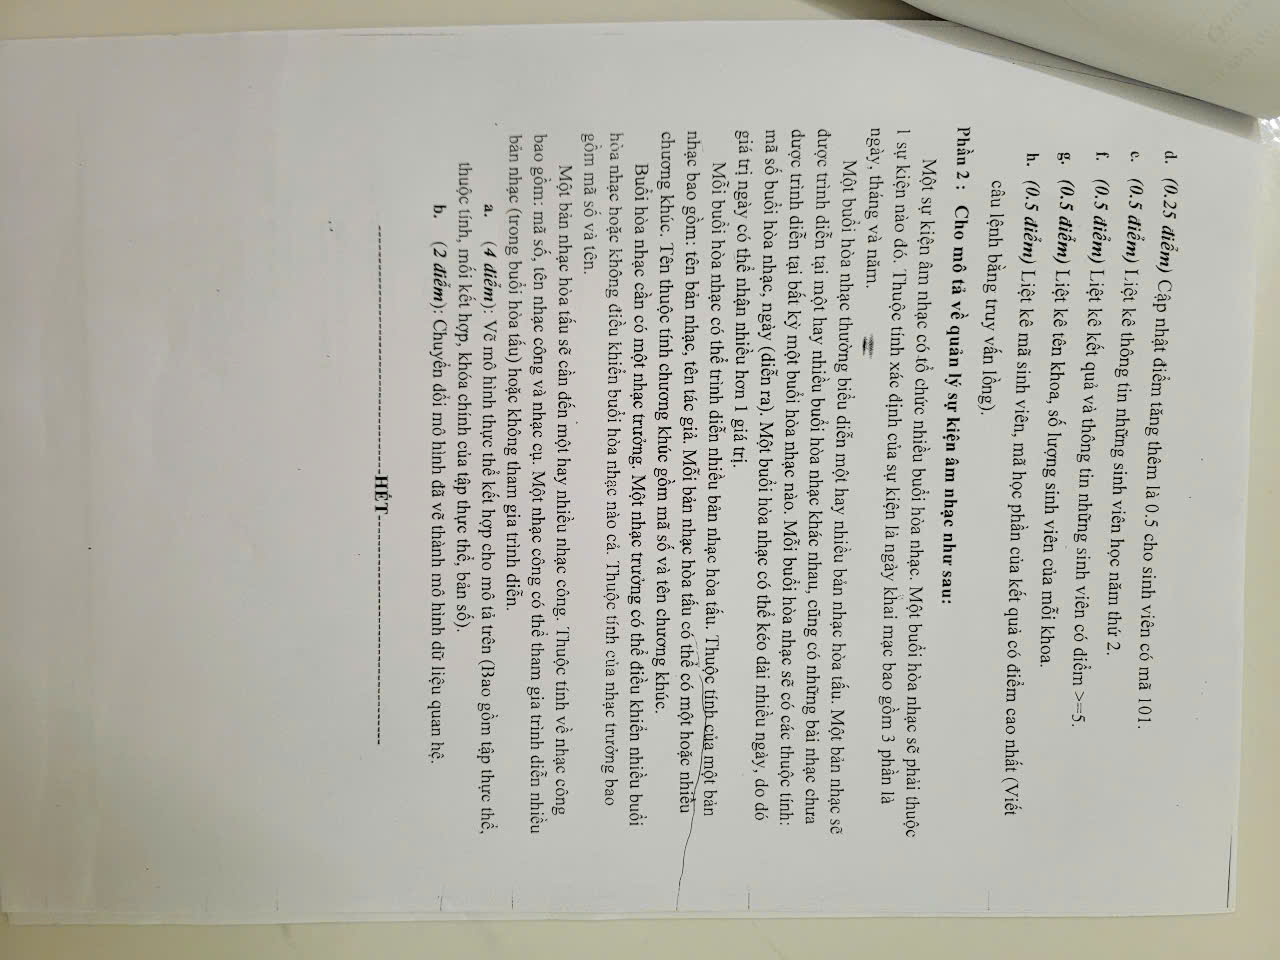 d. (0.25 điểm) Cập nhật điểm tăng thêm là 0.5 cho sinh viên có mã 101.
e. (0.5 điểm) Liệt kê thông tin những sinh viên học năm thứ 2.
f. (0.5 điểm) Liệt kê kết quả và thông tin những sinh viên có điểm >=5.
g. (0.5 điểm) Liệt kê tên khoa, số lượng sinh viên của mỗi khoa.
h. (0.5 điểm) Liệt kê mã sinh viên, mã học phần của kết quả có điểm cao nhất (Viết
câu lệnh bằng truy vấn lồng).
Phần 2 : Cho mô tả về quản lý sự kiện âm nhạc như sau:
Một sự kiện âm nhạc có tổ chức nhiều buổi hòa nhạc. Một buổi hòa nhạc sẽ phải thuộc
1 sự kiện nào đó. Thuộc tính xác định của sự kiện là ngày khai mạc bao gồm 3 phần là
ngày, tháng và năm.
Một buổi hòa nhạc thường biểu diễn một hay nhiều bản nhạc hòa tấu. Một bản nhạc sẽ
được trình diễn tại một hay nhiều buổi hòa nhạc khác nhau, cũng có những bài nhạc chưa
được trình diễn tại bất kỳ một buổi hòa nhạc nào. Mỗi buổi hòa nhạc sẽ có các thuộc tính:
mã số buổi hòa nhạc, ngày (diễn ra). Một buổi hòa nhạc có thể kéo dài nhiều ngày, do đó
giá trị ngày có thể nhận nhiều hơn 1 giá trị.
Mỗi buổi hòa nhạc có thể trình diễn nhiều bản nhạc hòa tấu. Thuộc tính của một bản
nhạc bao gồm: tên bản nhạc, tên tác giả. Mỗi bản nhạc hòa tấu có thể có một hoặc nhiều
chương khúc. Tên thuộc tính chương khúc gồm mã số và tên chương khúc.
Buổi hòa nhạc cần có một nhạc trưởng. Một nhạc trưởng có thể điều khiển nhiều buổi
hòa nhạc hoặc không điều khiển buổi hòa nhạc nào cả. Thuộc tính của nhạc trưởng bao
gồm mã số và tên.
Một bản nhạc hòa tấu sẽ cần đến một hay nhiều nhạc công. Thuộc tính về nhạc công
bao gồm: mã số, tên nhạc công và nhạc cụ. Một nhạc công có thể tham gia trình diễn nhiều
bản nhạc (trong buổi hòa tấu) hoặc không tham gia trình diễn.
a. (4 điểm): Vẽ mô hình thực thể kết hợp cho mô tả trên (Bao gồm tập thực thể,
thuộc tính, mối kết hợp, khóa chính của tập thực thể, bản số).
b. (2 điểm): Chuyển đổi mô hình đã vẽ thành mô hình dữ liệu quan hệ.
----------------------------------------HẾT----------------------------------------